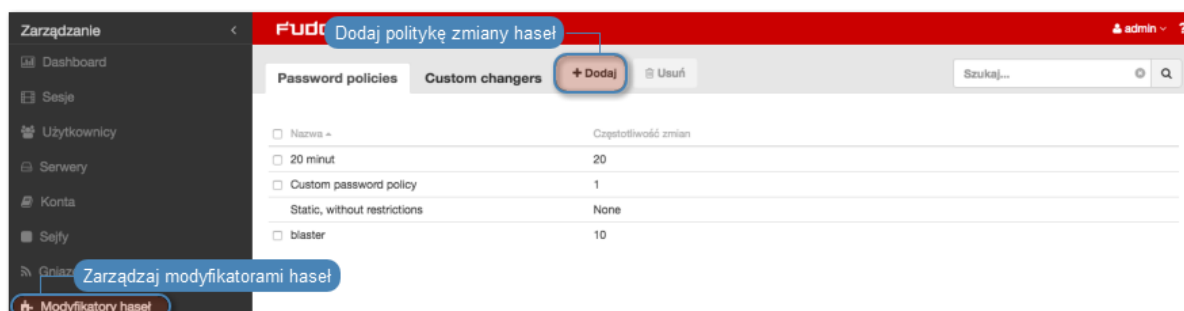 Zarządzanie
Dodaj politykę zmiany haseł
admin
?
Dashboard
Password policies
Custom changers
+ Dodaj
Usuń
Szukaj...
Sesje
Użytkownicy
Nazwa
Częstotliwość zmian
20 minut
20
Serwery
Custom password policy
1
Konta
Static, without restrictions
None
Sejfy
blaster
10
Zarządzaj modyfikatorami haseł
Modyfikatory haseł